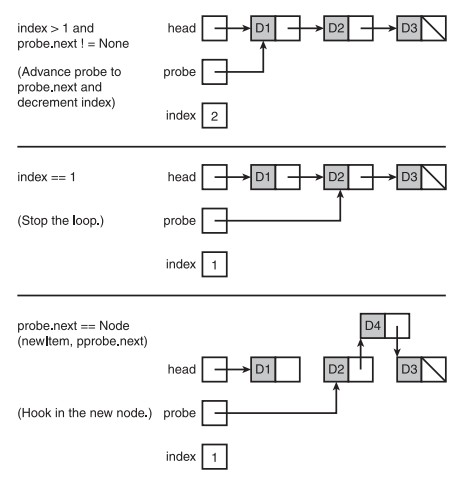 index > 1 and
probe.next ! = None
(Advance probe to
probe.next and
decrement index)
head D1 D2 D3
probe
index 2
index == 1
head D1 D2 D3
(Stop the loop.)
probe
index 1
probe.next == Node
(newItem, pprobe.next)
D4
head D1 D2 D3
(Hook in the new node.)
probe
index 1